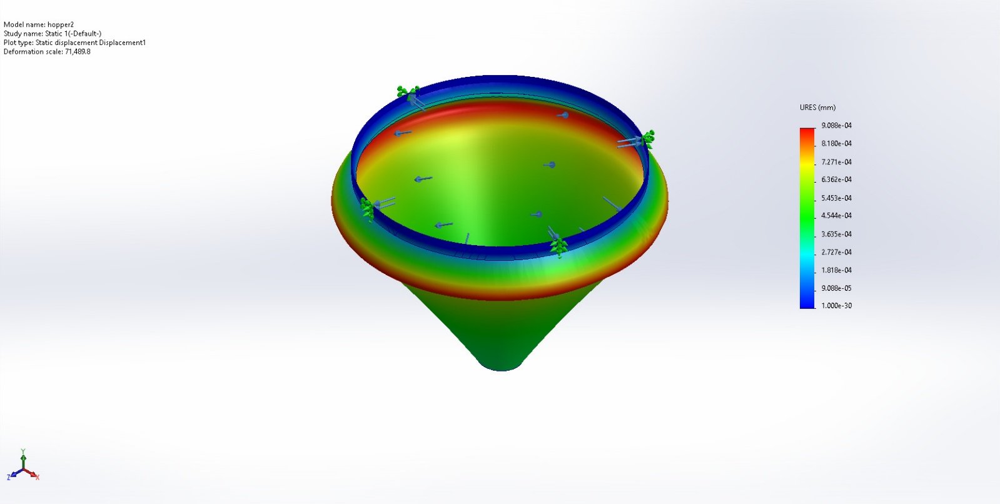 Model name: hopper2
Study name: Static 1(-Default-)
Plot type: Static displacement Displacement1
Deformation scale: 71,489.8
URES (mm)
9.088e-04
8.180e-04
7.271e-04
6.362e-04
5.453e-04
4.544e-04
3.635e-04
2.727e-04
1.818e-04
9.088e-05
1.000e-30
Y
Z
X